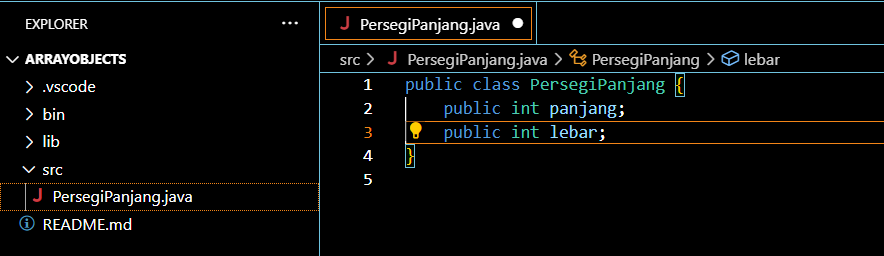 EXPLORER ...
ARRAYOBJECTS
.vscode
bin
lib
src
J PersegiPanjang.java
README.md
J PersegiPanjang.java
src > J PersegiPanjang.java > PersegiPanjang > lebar
1 public class PersegiPanjang {
2 public int panjang;
3 public int lebar;
4 }
5